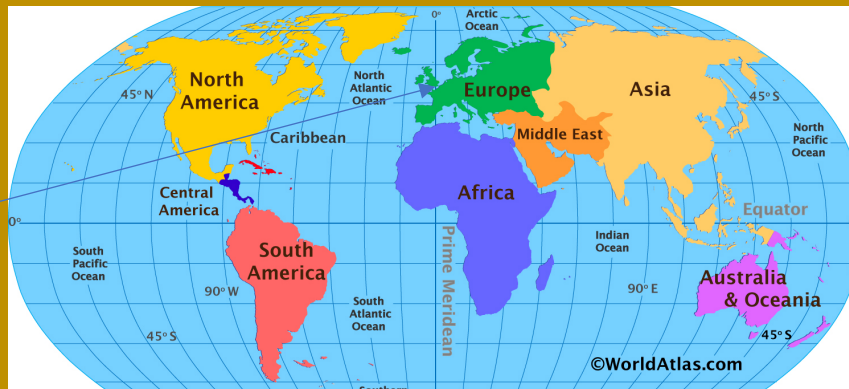 0°
Arctic
Ocean
North
America
45° N
North
Atlantic
Ocean
Europe
Asia
45° S
Middle East
North
Pacific
Ocean
Caribbean
Central
America
Africa
0°
Equator
South
Pacific
Ocean
South
America
90° W
Prime Meridean
Indian
Ocean
90° E
Australia
& Oceania
South
Atlantic
Ocean
45° S
45° S
©WorldAtlas.com
Southern